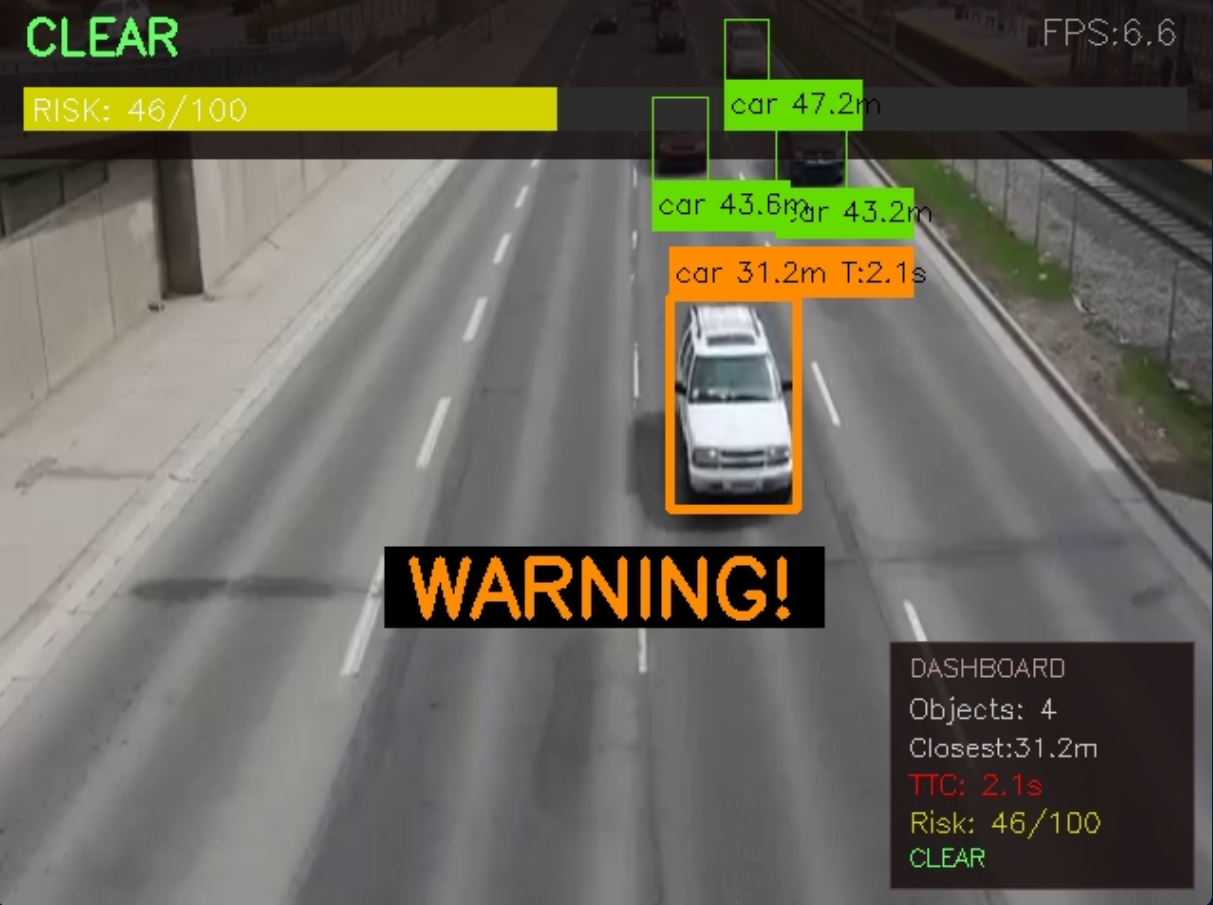 CLEAR
FPS:6.6
RISK: 46/100
car 47.2m
car 43.6m
car 43.2m
car 31.2m T:2.1s
WARNING!
DASHBOARD
Objects: 4
Closest:31.2m
TTC: 2.1s
Risk: 46/100
CLEAR